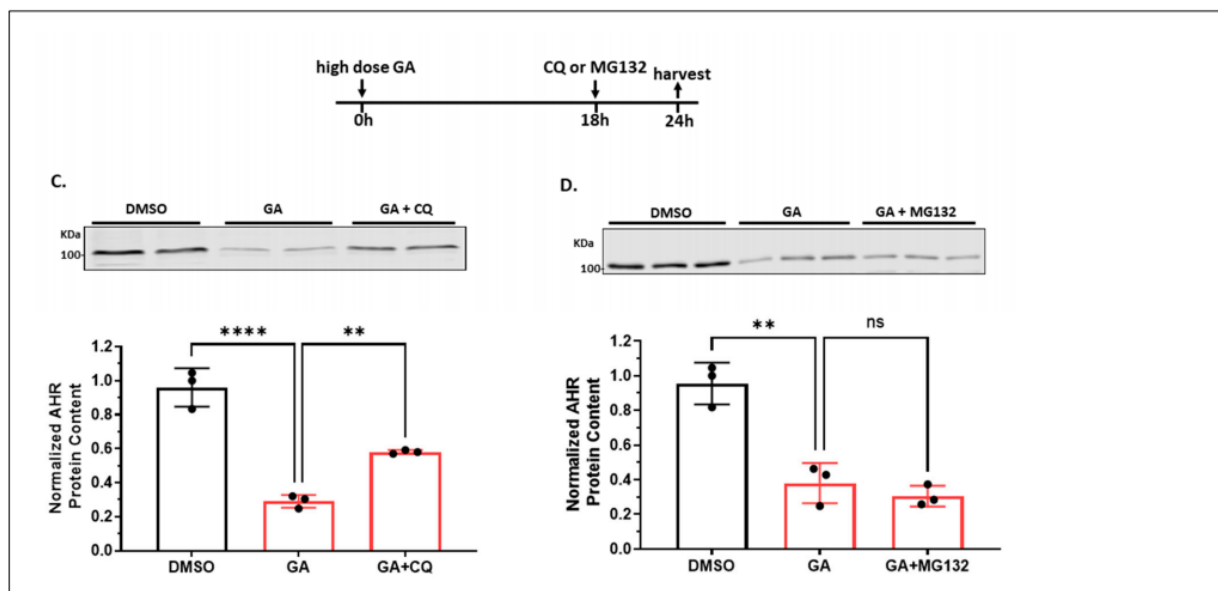 high dose GA
CQ or MG132
harvest
0h
18h
24h
C.
DMSO
GA
GA + CQ
KDa
100
****
**
Normalized AHR
Protein Content
1.2
1.0
0.8
0.6
0.4
0.2
0.0
DMSO
GA
GA+CQ
D.
DMSO
GA
GA + MG132
KDa
100
**
ns
Normalized AHR
Protein Content
1.2
1.0
0.8
0.6
0.4
0.2
0.0
DMSO
GA
GA+MG132